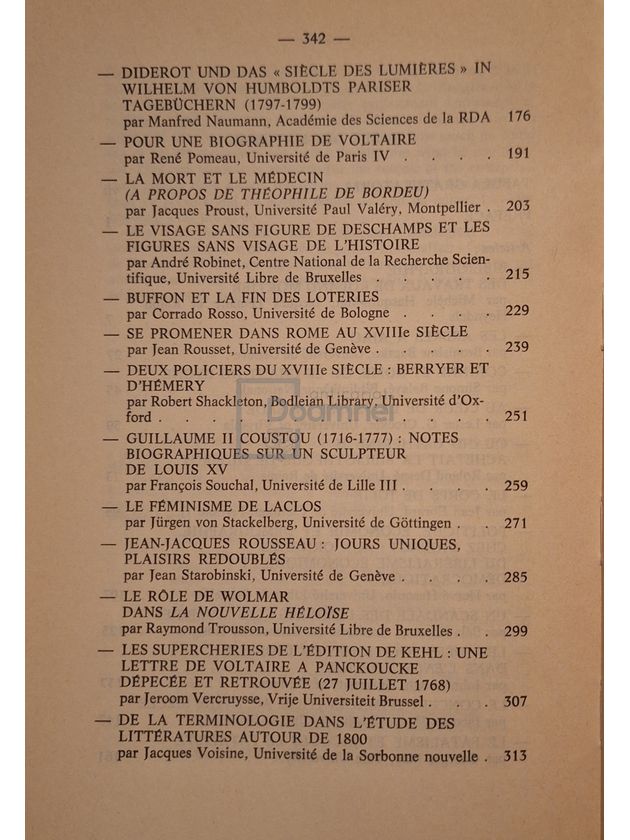 — 342 —
— DIDEROT UND DAS « SIÈCLE DES LUMIÈRES » IN
WILHELM VON HUMBOLDTS PARISER
TAGEBÜCHERN (1797-1799)
par Manfred Naumann, Académie des Sciences de la RDA 176
— POUR UNE BIOGRAPHIE DE VOLTAIRE
par René Pomeau, Université de Paris IV . . . . 191
— LA MORT ET LE MÉDECIN
(A PROPOS DE THÉOPHILE DE BORDEU)
par Jacques Proust, Université Paul Valéry, Montpellier . 203
— LE VISAGE SANS FIGURE DE DESCHAMPS ET LES
FIGURES SANS VISAGE DE L'HISTOIRE
par André Robinet, Centre National de la Recherche Scien-
tifique, Université Libre de Bruxelles . . . . . 215
— BUFFON ET LA FIN DES LOTERIES
par Corrado Rosso, Université de Bologne . . . . 229
— SE PROMENER DANS ROME AU XVIIIe SIÈCLE
par Jean Rousset, Université de Genève . . . . . 239
— DEUX POLICIERS DU XVIIIe SIÈCLE : BERRYER ET
D'HÉMERY
par Robert Shackleton, Bodleian Library, Université d'Ox-
ford . . . . . . . . . . . . . 251
— GUILLAUME II COUSTOU (1716-1777) : NOTES
BIOGRAPHIQUES SUR UN SCULPTEUR
DE LOUIS XV
par François Souchal, Université de Lille III . . . . 259
— LE FÉMINISME DE LACLOS
par Jürgen von Stackelberg, Université de Göttingen . . 271
— JEAN-JACQUES ROUSSEAU : JOURS UNIQUES,
PLAISIRS REDOUBLÉS
par Jean Starobinski, Université de Genève . . . . 285
— LE RÔLE DE WOLMAR
DANS LA NOUVELLE HÉLOÏSE
par Raymond Trousson, Université Libre de Bruxelles . . 299
— LES SUPERCHERIES DE L'ÉDITION DE KEHL : UNE
LETTRE DE VOLTAIRE A PANCKOUCKE
DÉPECÉE ET RETROUVÉE (27 JUILLET 1768)
par Jeroom Vercruysse, Vrije Universiteit Brussel . . . 307
— DE LA TERMINOLOGIE DANS L'ÉTUDE DES
LITTÉRATURES AUTOUR DE 1800
par Jacques Voisine, Université de la Sorbonne nouvelle . 313